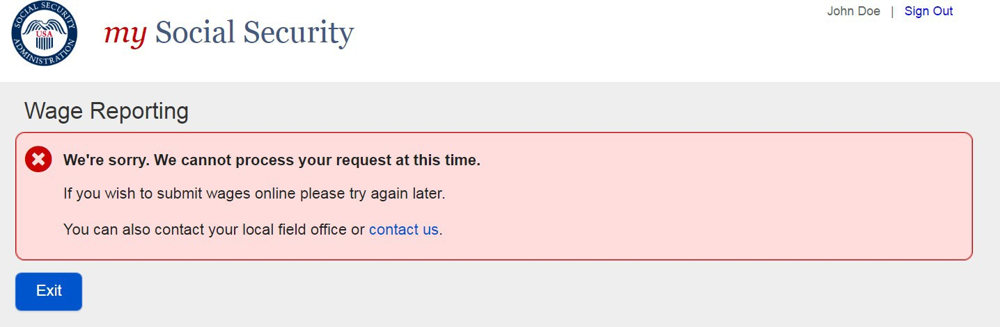 SOCIAL SECURITY ADMINISTRATION
USA
my Social Security
John Doe | Sign Out
Wage Reporting
We're sorry. We cannot process your request at this time.
If you wish to submit wages online please try again later.
You can also contact your local field office or contact us.
Exit